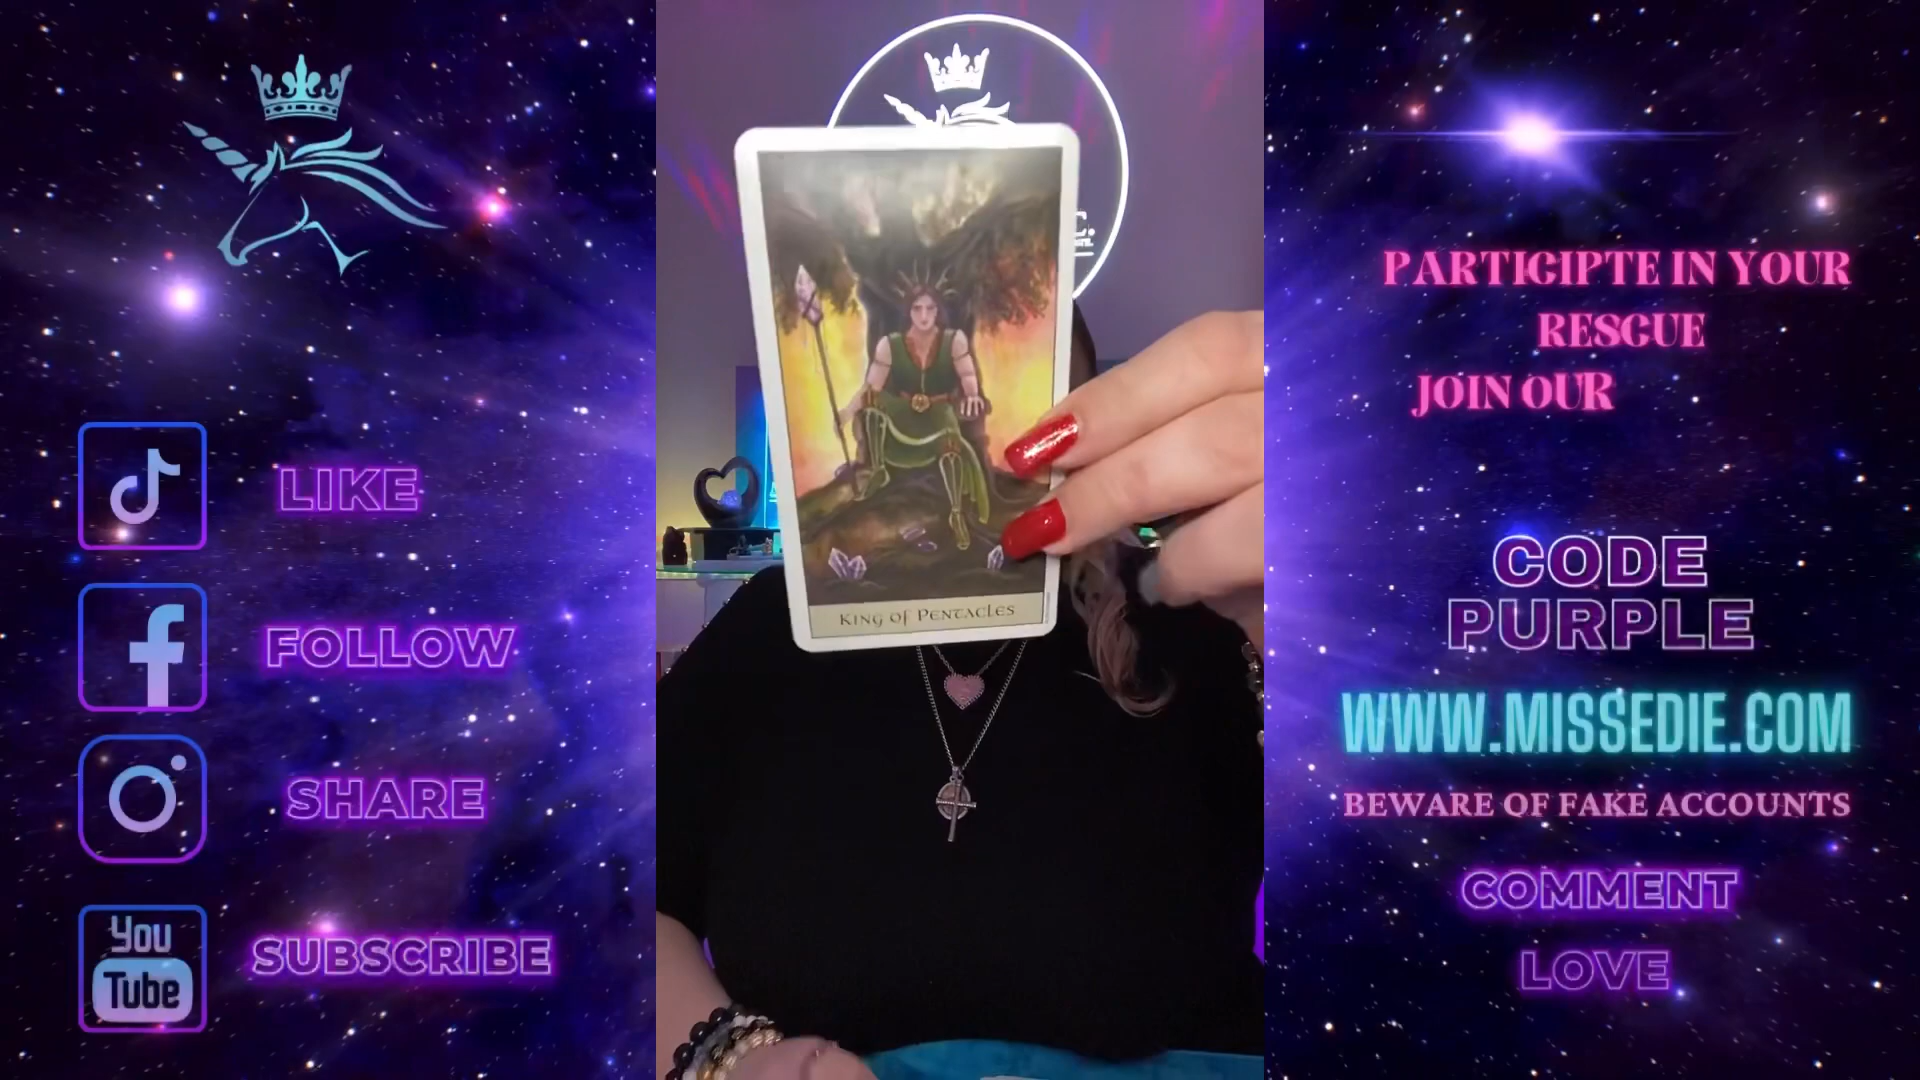 LIKE
FOLLOW
SHARE
You
Tube
SUBSCRIBE
KING OF PENTACLES
PARTICIPTE IN YOUR
RESCUE
JOIN OUR
CODE
PURPLE
WWW.MISSEDIE.COM
BEWARE OF FAKE ACCOUNTS
COMMENT
LOVE